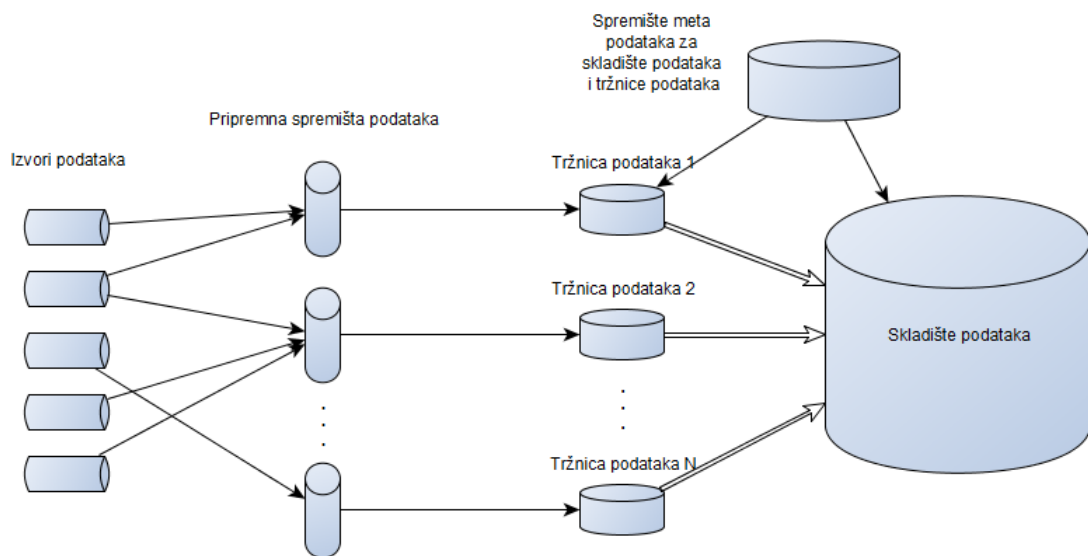 Spremište meta
podataka za
skladište podataka
i tržnice podataka
Pripremna spremišta podataka
Izvori podataka
Tržnica podataka 1
Tržnica podataka 2
Skladište podataka
Tržnica podataka N